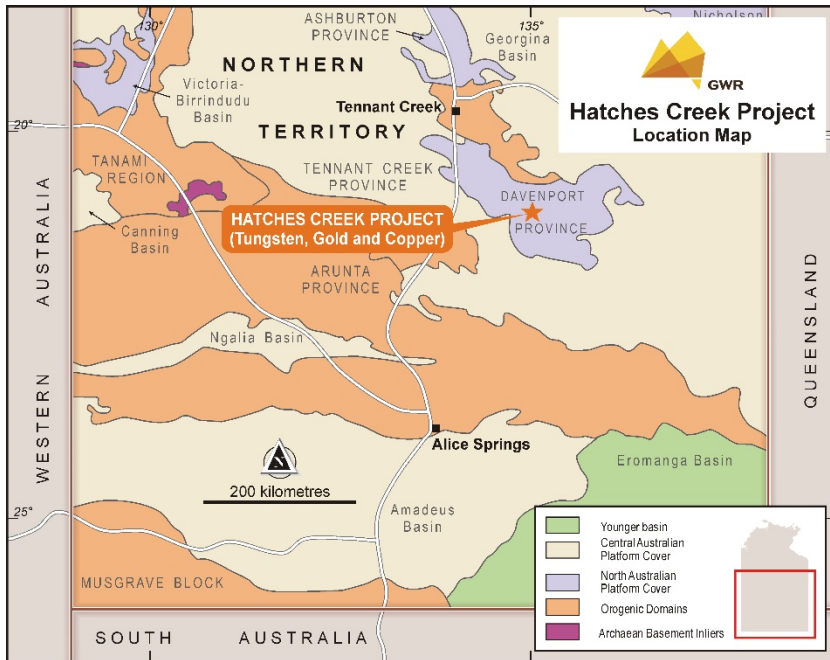 130°
ASHBURTON
PROVINCE
135°
Nicholson
Georgina
Basin
GWR
Hatches Creek Project
Location Map
NORTHERN
TERRITORY
Victoria-
Birrindudu
Basin
Tennant Creek
20°
TANAMI
REGION
TENNANT CREEK
PROVINCE
DAVENPORT
PROVINCE
HATCHES CREEK PROJECT
(Tungsten, Gold and Copper)
Canning
Basin
ARUNTA
PROVINCE
WESTERN AUSTRALIA
QUEENSLAND
Ngalia Basin
Alice Springs
Eromanga Basin
200 kilometres
Amadeus
Basin
25°
MUSGRAVE BLOCK
SOUTH AUSTRALIA
Younger basin
Central Australian
Platform Cover
North Australian
Platform Cover
Orogenic Domains
Archaean Basement Inliers